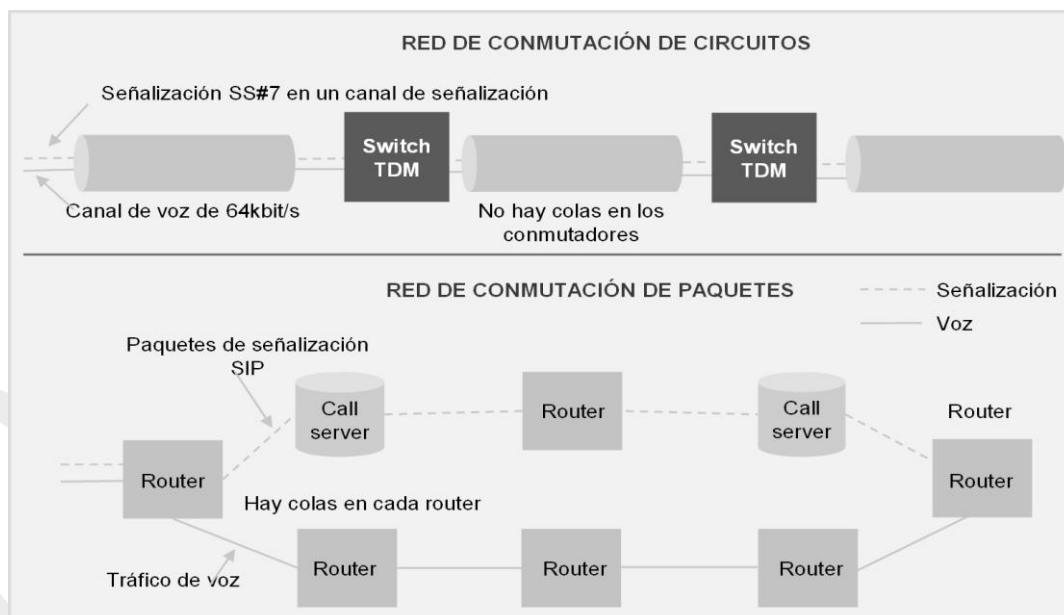 RED DE CONMUTACIÓN DE CIRCUITOS
Señalización SS#7 en un canal de señalización
Switch
TDM
Switch
TDM
Canal de voz de 64kbit/s
No hay colas en los
conmutadores
RED DE CONMUTACIÓN DE PAQUETES
Señalización
Voz
Paquetes de señalización
SIP
Call
server
Router
Call
server
Router
Router
Router
Hay colas en cada router
Tráfico de voz
Router
Router
Router